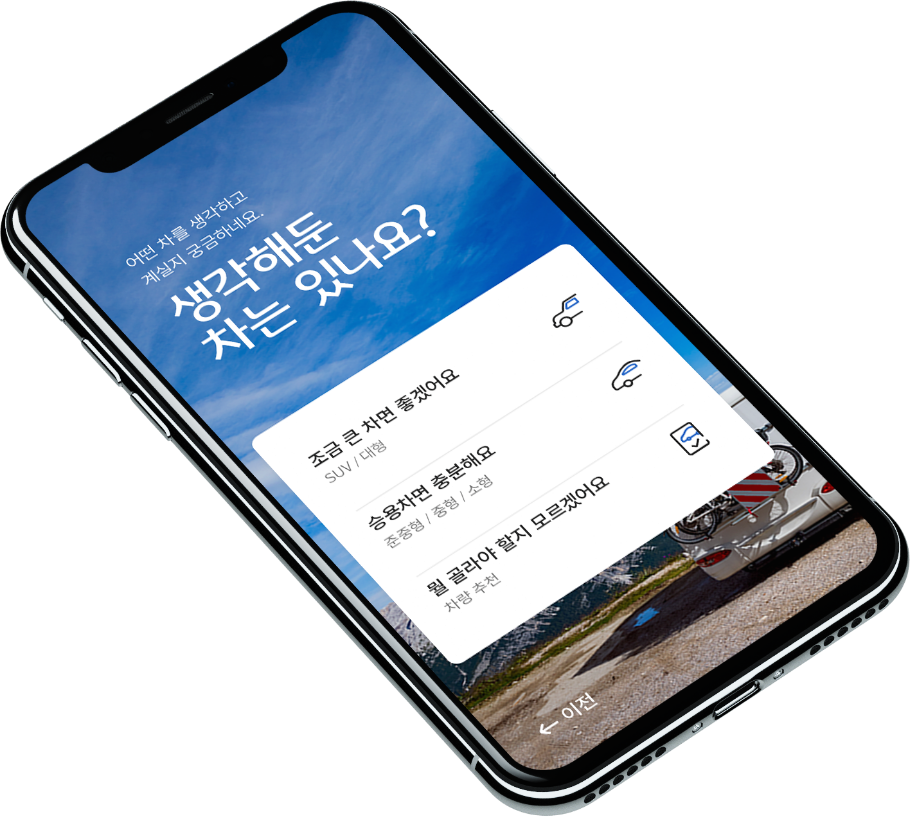 어떤 차를 생각하고
계실지 궁금하네요.
생각해둔
차는 있나요?
조금 큰 차면 좋겠어요
SUV / 대형
승용차면 충분해요
준중형 / 중형 / 소형
뭘 골라야 할지 모르겠어요
차량 추천
← 이전